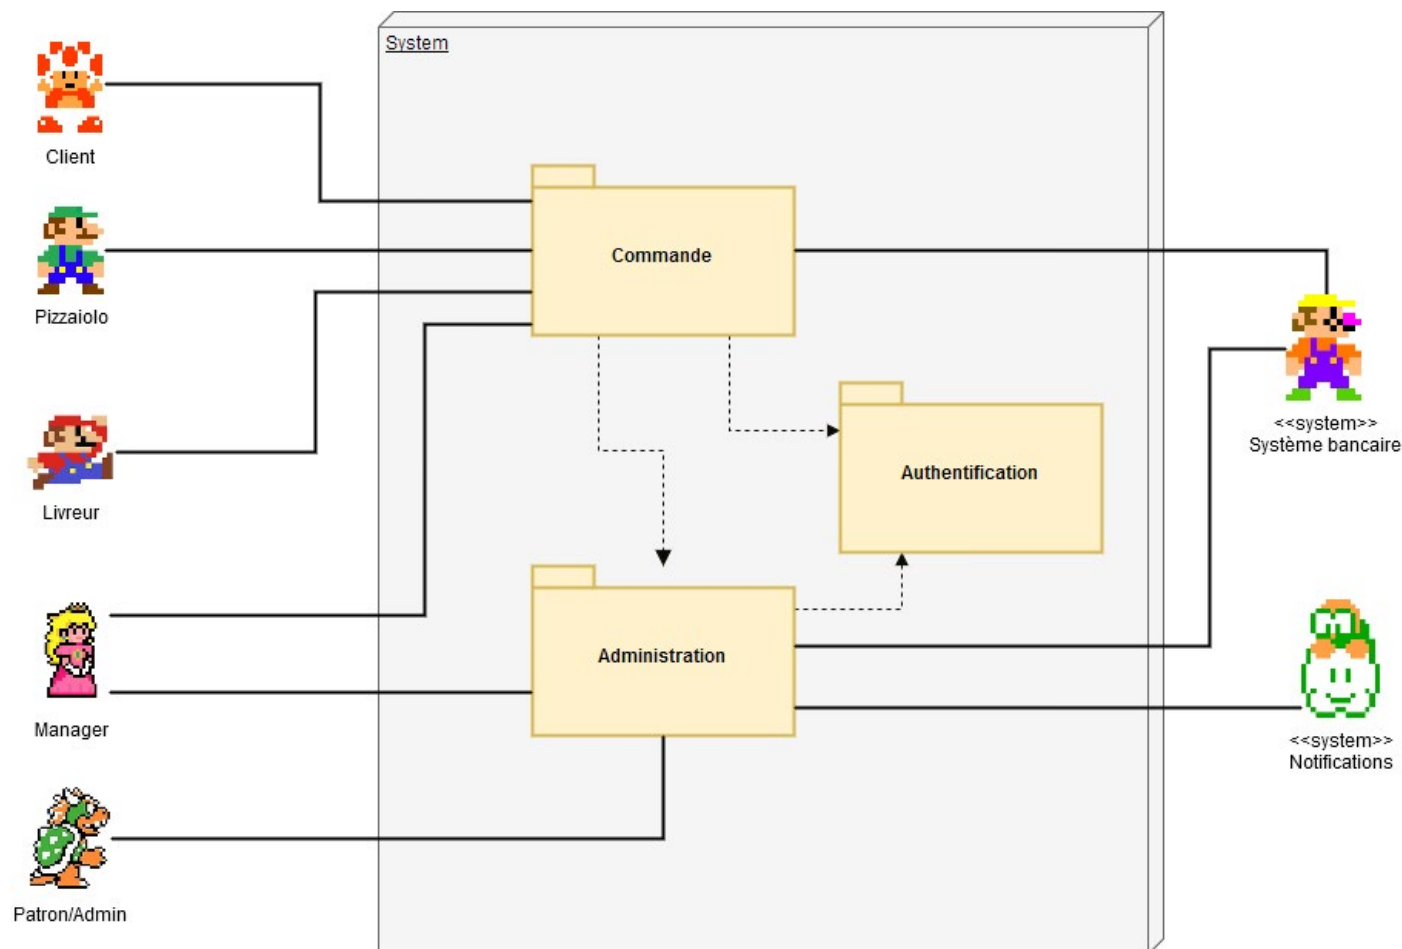 System
Client
Commande
Pizzaiolo
<<system>>
Système bancaire
Authentification
Livreur
Administration
Manager
<<system>>
Notifications
Patron/Admin